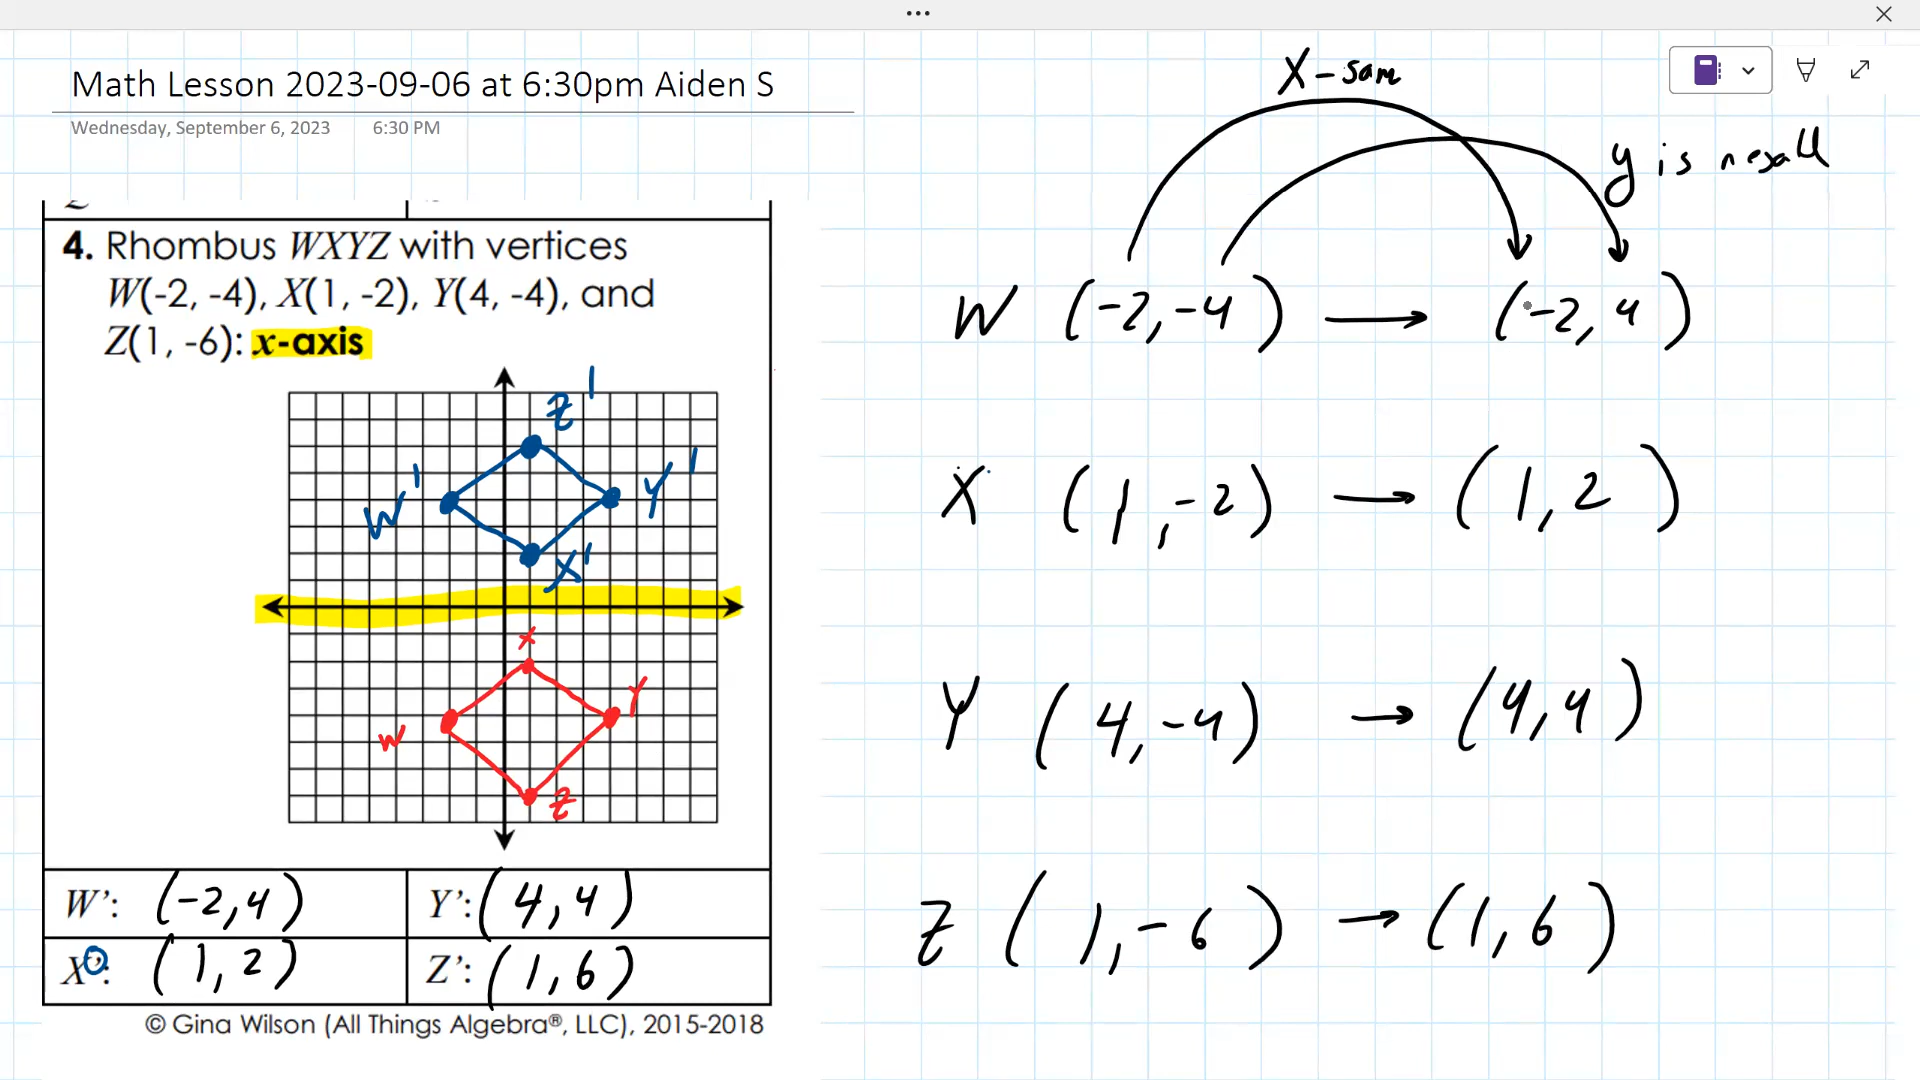 Math Lesson 2023-09-06 at 6:30pm Aiden S
Wednesday, September 6, 2023 6:30 PM
4. Rhombus WXYZ with vertices
W(-2, -4), X(1, -2), Y(4, -4), and
Z(1, -6): x-axis
Z'
W'
Y'
X'
X
Y
W
Z
W': (-2,4)
Y': (4,4)
X': (1,2)
Z': (1,6)
© Gina Wilson (All Things Algebra®, LLC), 2015-2018
X-sam
y is
W (-2,-4) → (-2,4)
X (1,-2) → (1,2)
Y (4,-4) → (4,4)
Z (1,-6) → (1,6)